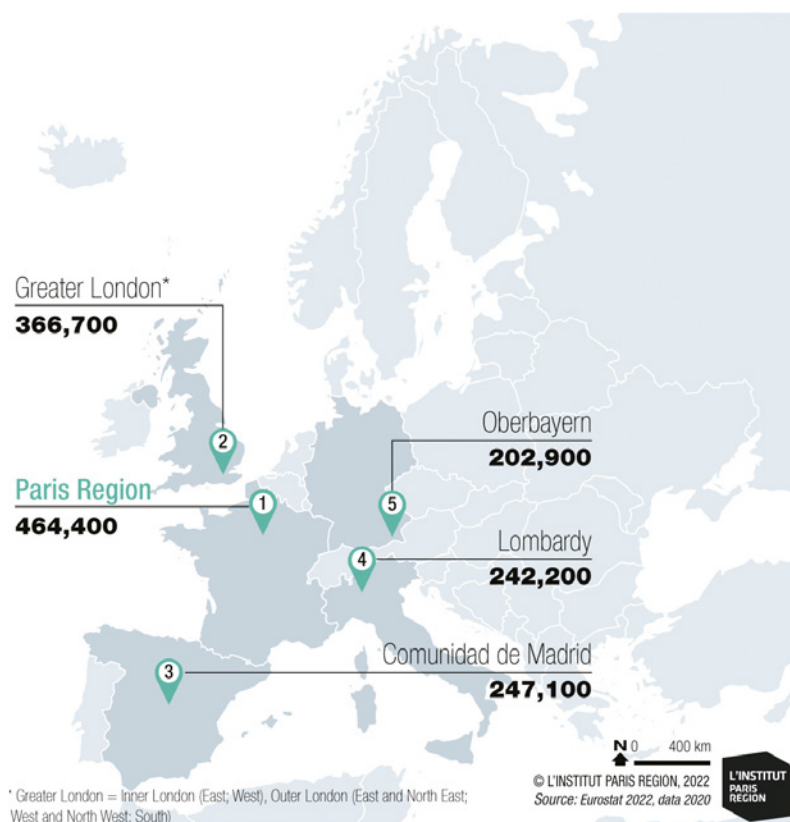 Greater London*
366,700
2
Oberbayern
202,900
Paris Region
464,400
1
5
4
Lombardy
242,200
3
Comunidad de Madrid
247,100
N 0 400 km
© L'INSTITUT PARIS REGION, 2022
Source: Eurostat 2022, data 2020
L'INSTITUT
PARIS
REGION
* Greater London = Inner London (East; West), Outer London (East and North East;
West and North West; South)